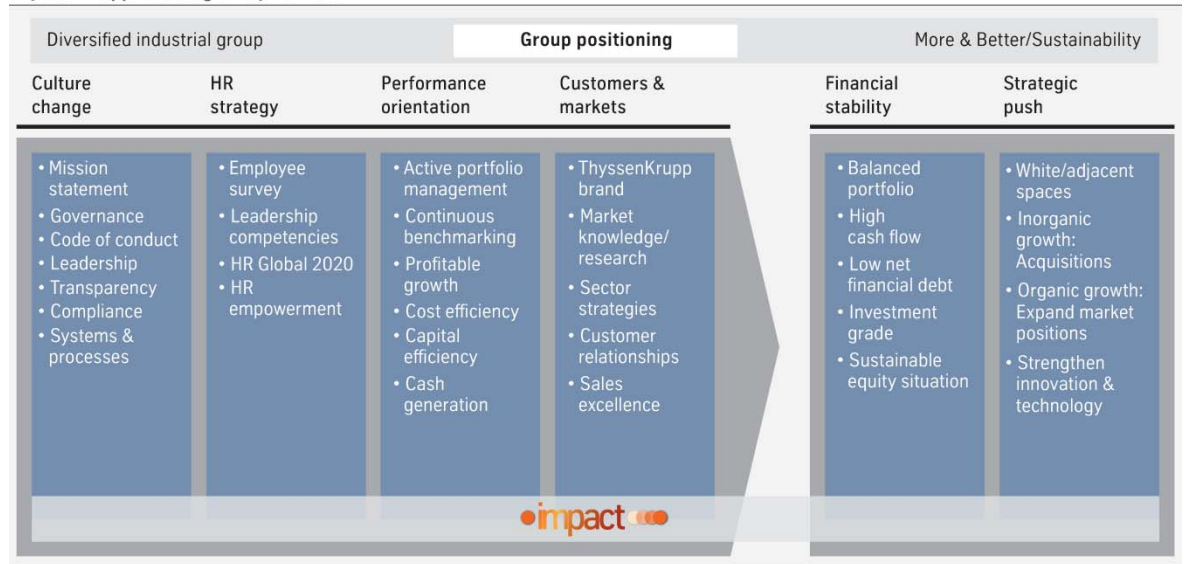 Diversified industrial group
Group positioning
More & Better/Sustainability
Culture
change
HR
strategy
Performance
orientation
Customers &
markets
Financial
stability
Strategic
push
• Mission
statement
• Governance
• Code of conduct
• Leadership
• Transparency
• Compliance
• Systems &
processes
• Employee
survey
• Leadership
competencies
• HR Global 2020
• HR
empowerment
• Active portfolio
management
• Continuous
benchmarking
• Profitable
growth
• Cost efficiency
• Capital
efficiency
• Cash
generation
• ThyssenKrupp
brand
• Market
knowledge/
research
• Sector
strategies
• Customer
relationships
• Sales
excellence
• Balanced
portfolio
• High
cash flow
• Low net
financial debt
• Investment
grade
• Sustainable
equity situation
• White/adjacent
spaces
• Inorganic
growth:
Acquisitions
• Organic growth:
Expand market
positions
• Strengthen
innovation &
technology
impact